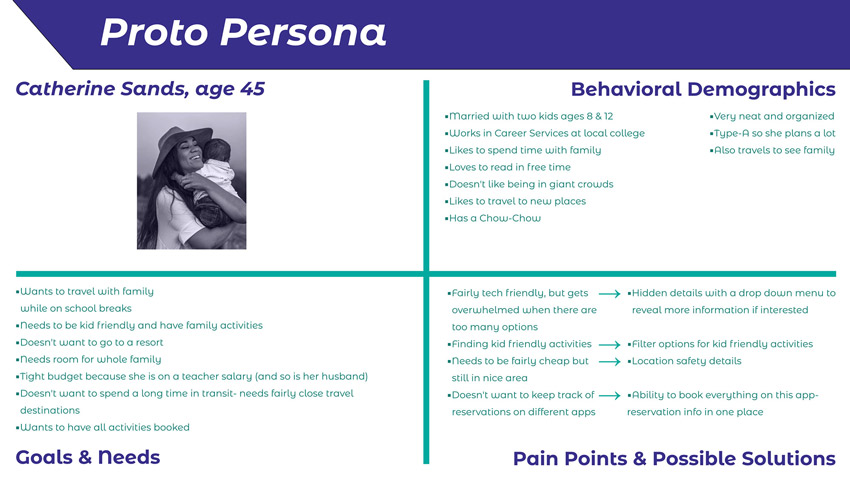 Proto Persona
Catherine Sands, age 45
Behavioral Demographics
▪Married with two kids ages 8 & 12
▪Works in Career Services at local college
▪Likes to spend time with family
▪Loves to read in free time
▪Doesn't like being in giant crowds
▪Likes to travel to new places
▪Has a Chow-Chow
▪Very neat and organized
▪Type-A so she plans a lot
▪Also travels to see family
▪Wants to travel with family
while on school breaks
▪Needs to be kid friendly and have family activities
▪Doesn't want to go to a resort
▪Needs room for whole family
▪Tight budget because she is on a teacher salary (and so is her husband)
▪Doesn't want to spend a long time in transit- needs fairly close travel
destinations
▪Wants to have all activities booked
Goals & Needs
▪Fairly tech friendly, but gets
overwhelmed when there are
too many options
▪Hidden details with a drop down menu to
reveal more information if interested
▪Finding kid friendly activities
▪Filter options for kid friendly activities
▪Needs to be fairly cheap but
still in nice area
▪Location safety details
▪Doesn't want to keep track of
reservations on different apps
▪Ability to book everything on this app-
reservation info in one place
Pain Points & Possible Solutions